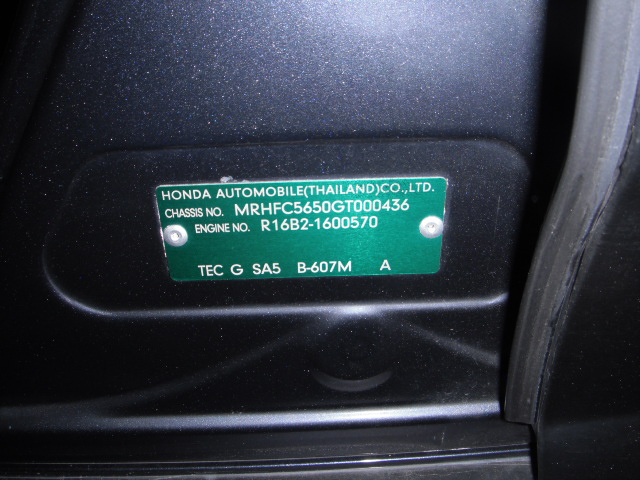 HONDA AUTOMOBILE(THAILAND)CO.,LTD.
CHASSIS NO. MRHFC5650GT000436
ENGINE NO. R16B2-1600570
TEC G SA5 B-607M A